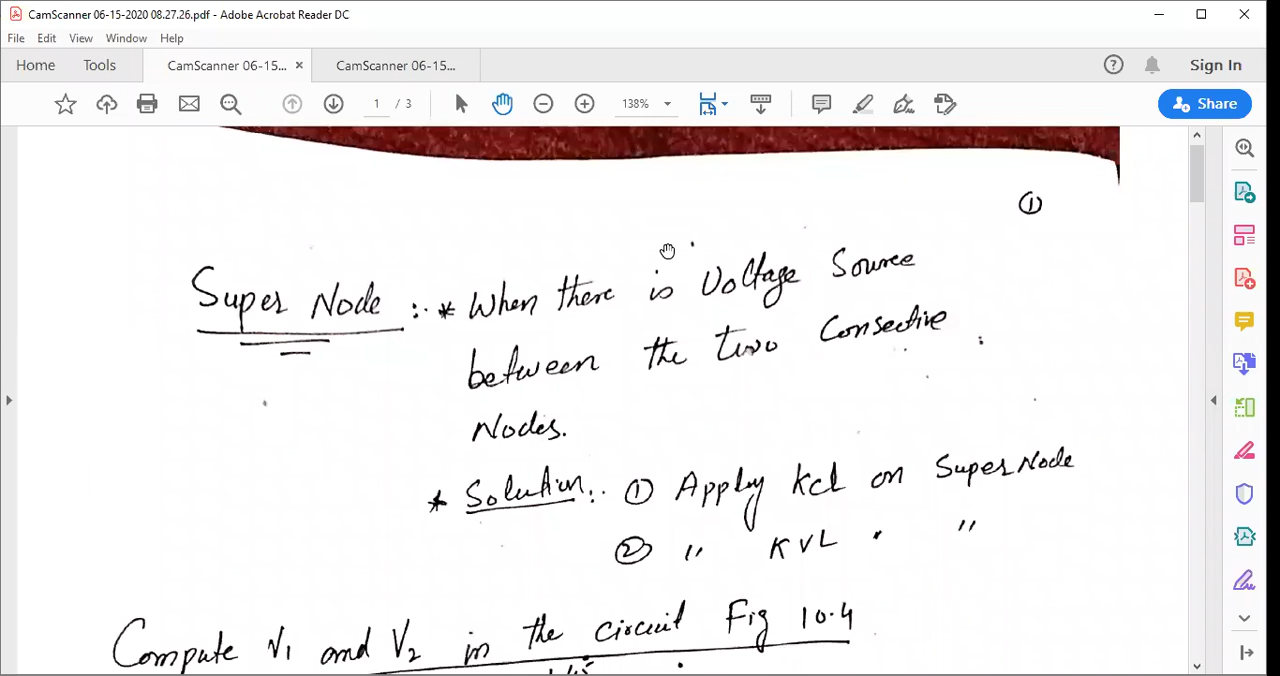 CamScanner 06-15-2020 08.27.26.pdf - Adobe Acrobat Reader DC
File Edit View Window Help
Home Tools CamScanner 06-15... × CamScanner 06-15... Sign In
1 / 3 138% Share
①
Super Node :- * When there is Voltage Source
between the two Consective
Nodes.
* Solution :- ① Apply Kcl on Super Node
② " KVL " "
Compute V1 and V2 in the circuit Fig 10.4